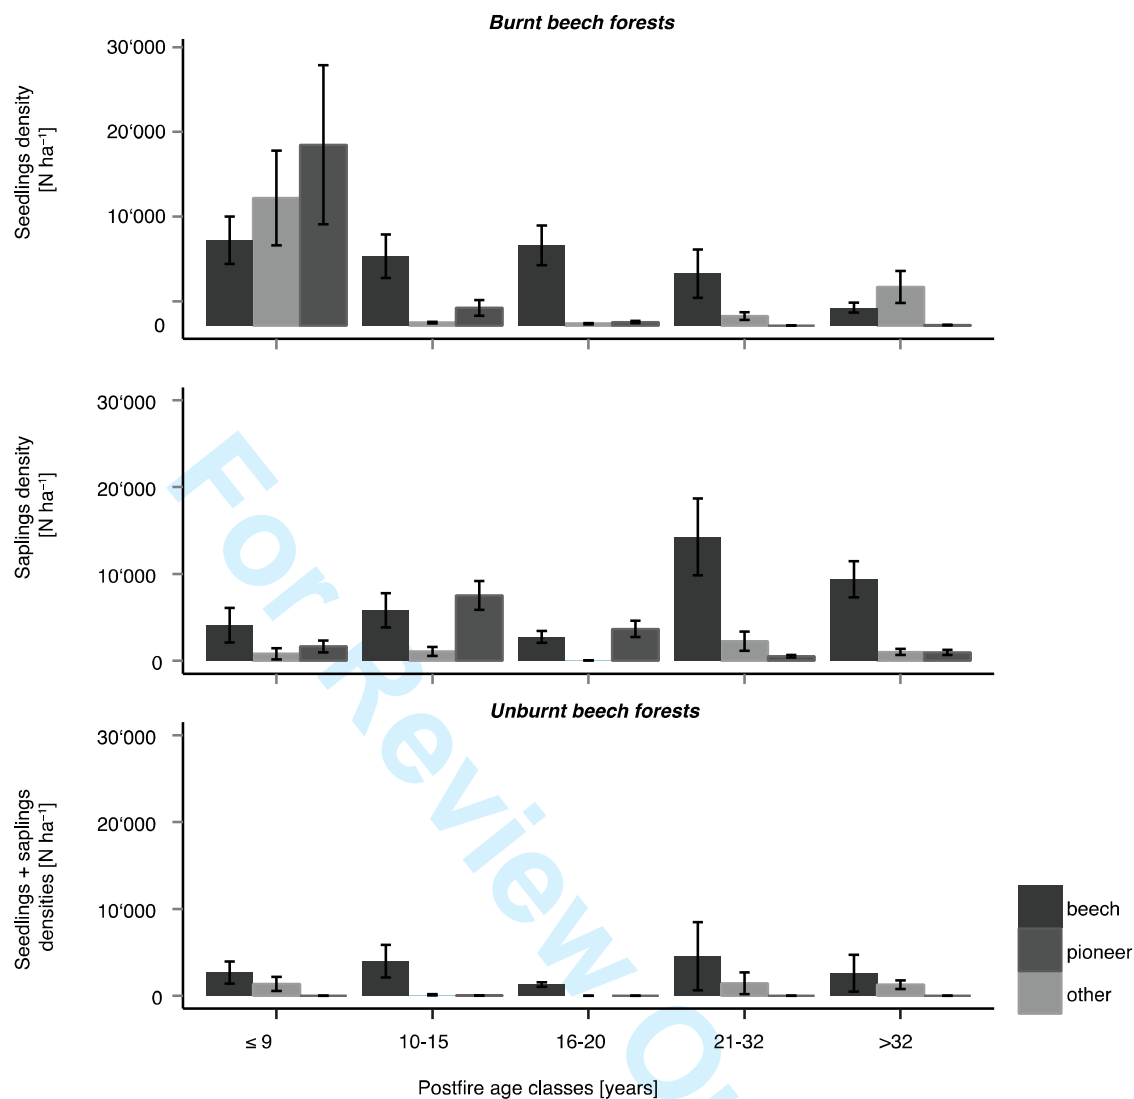 Burnt beech forests
Seedlings density
[N ha⁻¹]
30‘000
20‘000
10‘000
0
Saplings density
[N ha⁻¹]
30‘000
20‘000
10‘000
0
Unburnt beech forests
Seedlings + saplings
densities [N ha⁻¹]
30‘000
20‘000
10‘000
0
beech
pioneer
other
≤ 9
10-15
16-20
21-32
>32
Postfire age classes [years]
For Review O